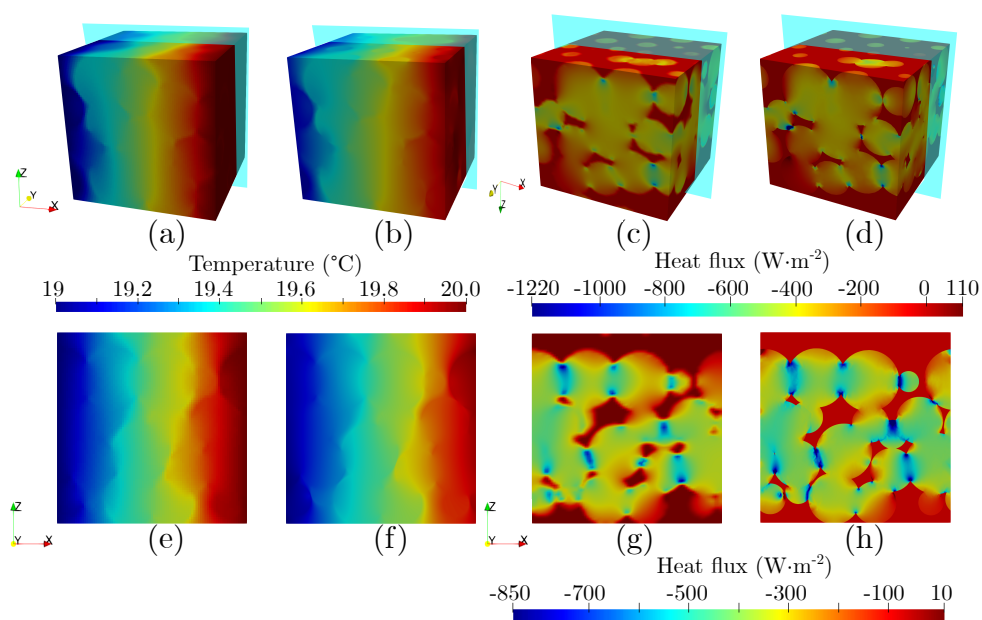 Z
Y
X
Y
X
Z
(a) (b) (c) (d)
Temperature (°C)
19 19.2 19.4 19.6 19.8 20.0
Heat flux (W·m-2)
-1220 -1000 -800 -600 -400 -200 0 110
Z
Y X
Z
Y X
(e) (f) (g) (h)
Heat flux (W·m-2)
-850 -700 -500 -300 -100 10